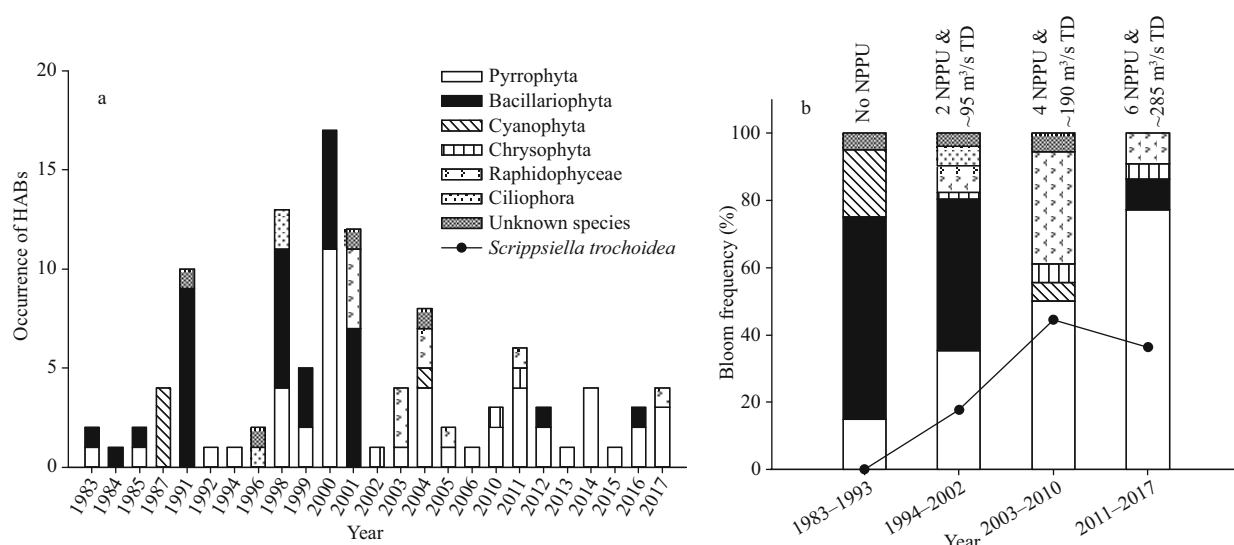 20
15
10
5
0
Occurrence of HABs
a
Pyrrophyta
Bacillariophyta
Cyanophyta
Chrysophyta
Raphidophyceae
Ciliophora
Unknown species
Scrippsiella trochoidea
1983
1984
1985
1987
1991
1992
1994
1996
1998
1999
2000
2001
2002
2003
2004
2005
2006
2010
2011
2012
2013
2014
2015
2016
2017
Year
b
No NPPU
2 NPPU &
~95 m³/s TD
4 NPPU &
~190 m³/s TD
6 NPPU &
~285 m³/s TD
100
80
60
40
20
0
Bloom frequency (%)
1983–1993
1994–2002
2003–2010
2011–2017
Year